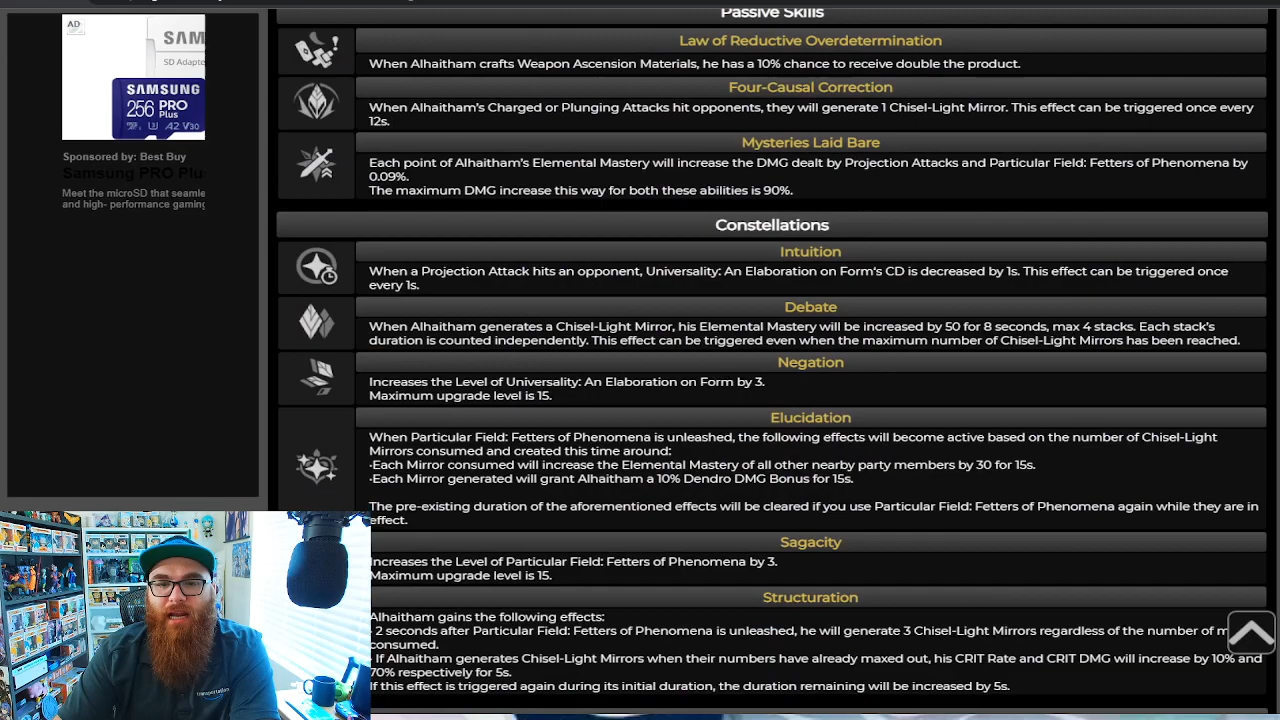 AD
SAM
SD Adapte
SAMSUNG
256 PRO
Plus
U3 A2 V30
Sponsored by: Best Buy
Samsung PRO Plu
Meet the microSD that seamle
and high- performance gaming
Passive Skills
Law of Reductive Overdetermination
When Alhaitham crafts Weapon Ascension Materials, he has a 10% chance to receive double the product.
Four-Causal Correction
When Alhaitham's Charged or Plunging Attacks hit opponents, they will generate 1 Chisel-Light Mirror. This effect can be triggered once every
12s.
Mysteries Laid Bare
Each point of Alhaitham's Elemental Mastery will increase the DMG dealt by Projection Attacks and Particular Field: Fetters of Phenomena by
0.09%.
The maximum DMG increase this way for both these abilities is 90%.
Constellations
Intuition
When a Projection Attack hits an opponent, Universality: An Elaboration on Form's CD is decreased by 1s. This effect can be triggered once
every 1s.
Debate
When Alhaitham generates a Chisel-Light Mirror, his Elemental Mastery will be increased by 50 for 8 seconds, max 4 stacks. Each stack's
duration is counted independently. This effect can be triggered even when the maximum number of Chisel-Light Mirrors has been reached.
Negation
Increases the Level of Universality: An Elaboration on Form by 3.
Maximum upgrade level is 15.
Elucidation
When Particular Field: Fetters of Phenomena is unleashed, the following effects will become active based on the number of Chisel-Light
Mirrors consumed and created this time around:
·Each Mirror consumed will increase the Elemental Mastery of all other nearby party members by 30 for 15s.
·Each Mirror generated will grant Alhaitham a 10% Dendro DMG Bonus for 15s.
The pre-existing duration of the aforementioned effects will be cleared if you use Particular Field: Fetters of Phenomena again while they are in
effect.
Sagacity
Increases the Level of Particular Field: Fetters of Phenomena by 3.
Maximum upgrade level is 15.
Structuration
Alhaitham gains the following effects:
2 seconds after Particular Field: Fetters of Phenomena is unleashed, he will generate 3 Chisel-Light Mirrors regardless of the number of m
consumed.
If Alhaitham generates Chisel-Light Mirrors when their numbers have already maxed out, his CRIT Rate and CRIT DMG will increase by 10% and
70% respectively for 5s.
If this effect is triggered again during its initial duration, the duration remaining will be increased by 5s.
transportation